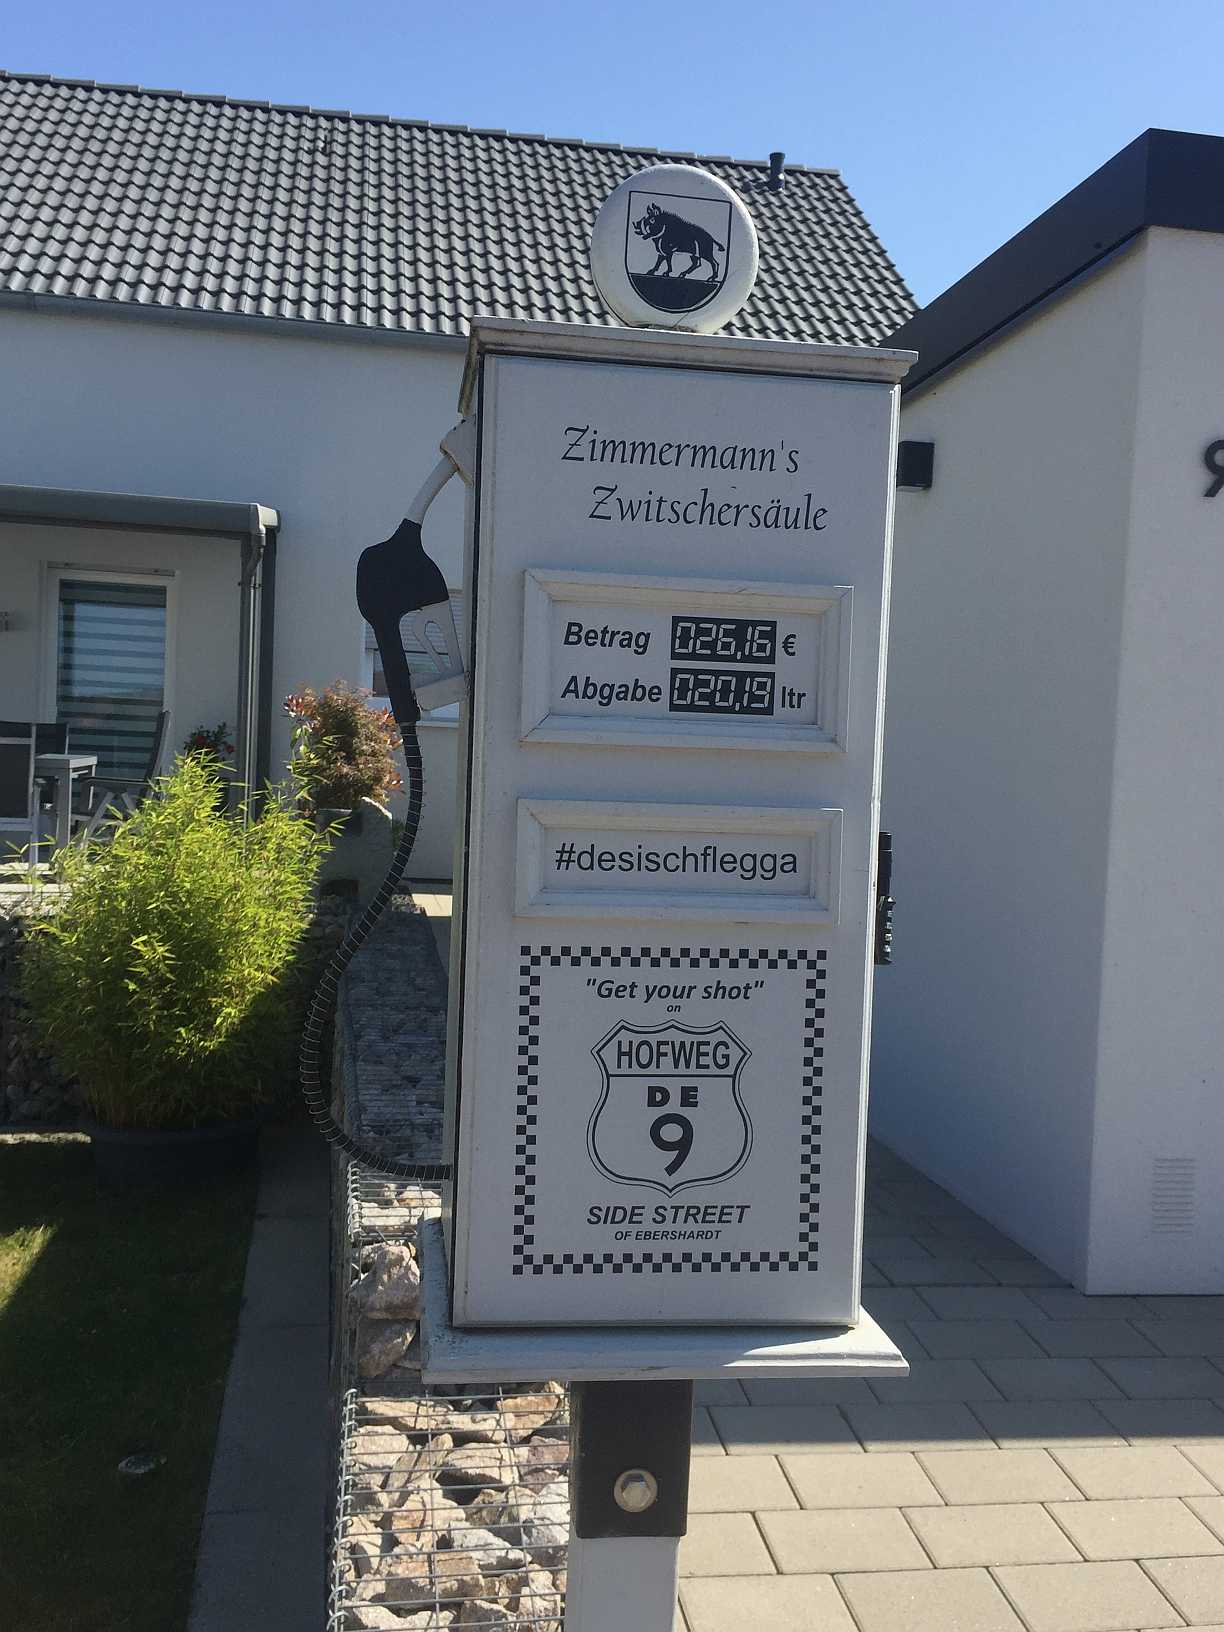 Zimmermann's
Zwitschersäule
Betrag 026,16 €
Abgabe 020,19 ltr
#desischflegga
"Get your shot"
on
HOFWEG
DE
9
SIDE STREET
OF EBERSHARDT
9